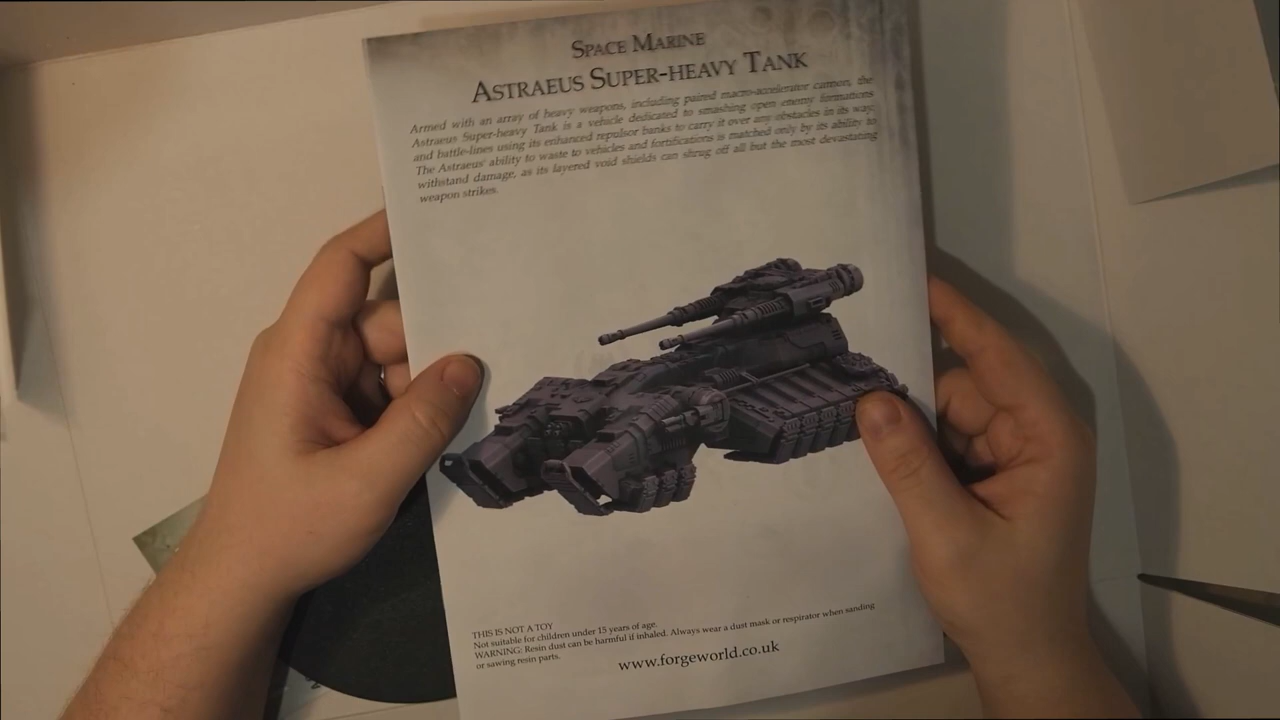 SPACE MARINE
ASTRAEUS SUPER-HEAVY TANK
Armed with an array of heavy weapons, including paired macro-accelerator cannon, the
Astraeus Super-heavy Tank is a vehicle dedicated to smashing open enemy formations
and battle-lines using its enhanced repulsor banks to carry it over any obstacles in its way.
The Astraeus' ability to waste to vehicles and fortifications is matched only by its ability to
withstand damage, as its layered void shields can shrug off all but the most devastating
weapon strikes.
THIS IS NOT A TOY
Not suitable for children under 15 years of age.
WARNING: Resin dust can be harmful if inhaled. Always wear a dust mask or respirator when sanding
or sawing resin parts.
www.forgeworld.co.uk